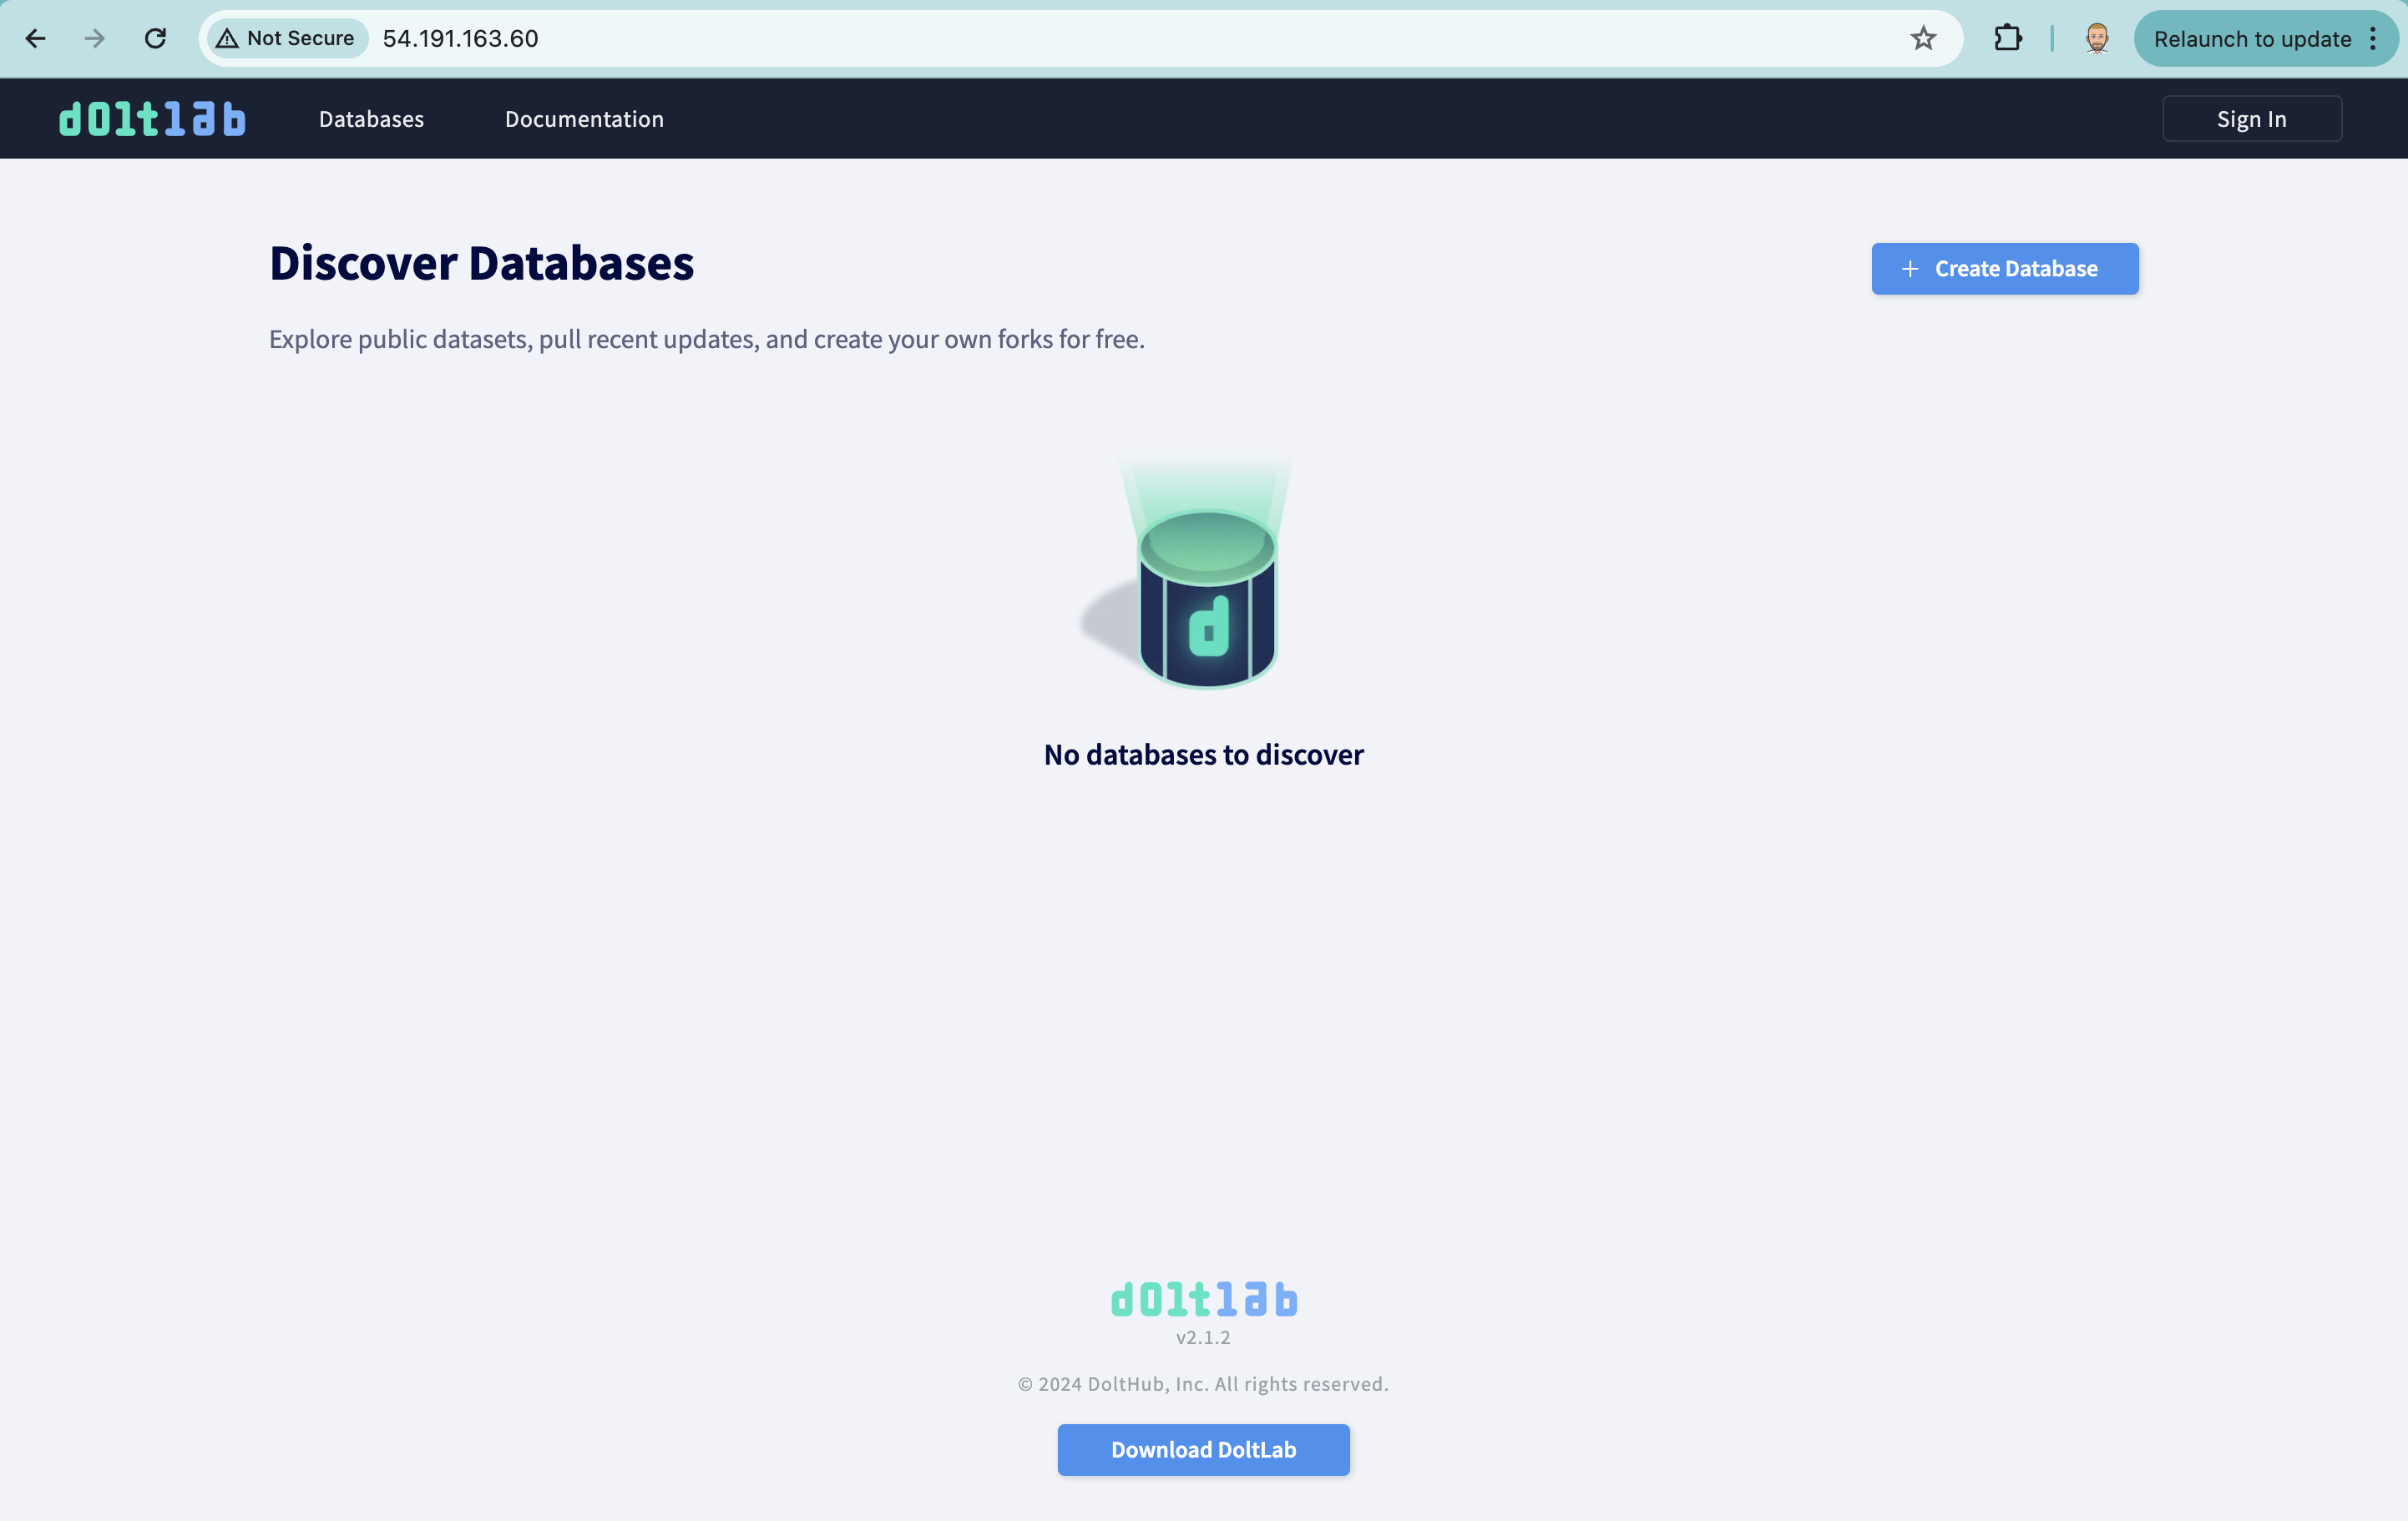 Not Secure 54.191.163.60 Relaunch to update
doltlab Databases Documentation Sign In
Discover Databases
+ Create Database
Explore public datasets, pull recent updates, and create your own forks for free.
d
No databases to discover
doltlab
v2.1.2
© 2024 DoltHub, Inc. All rights reserved.
Download DoltLab